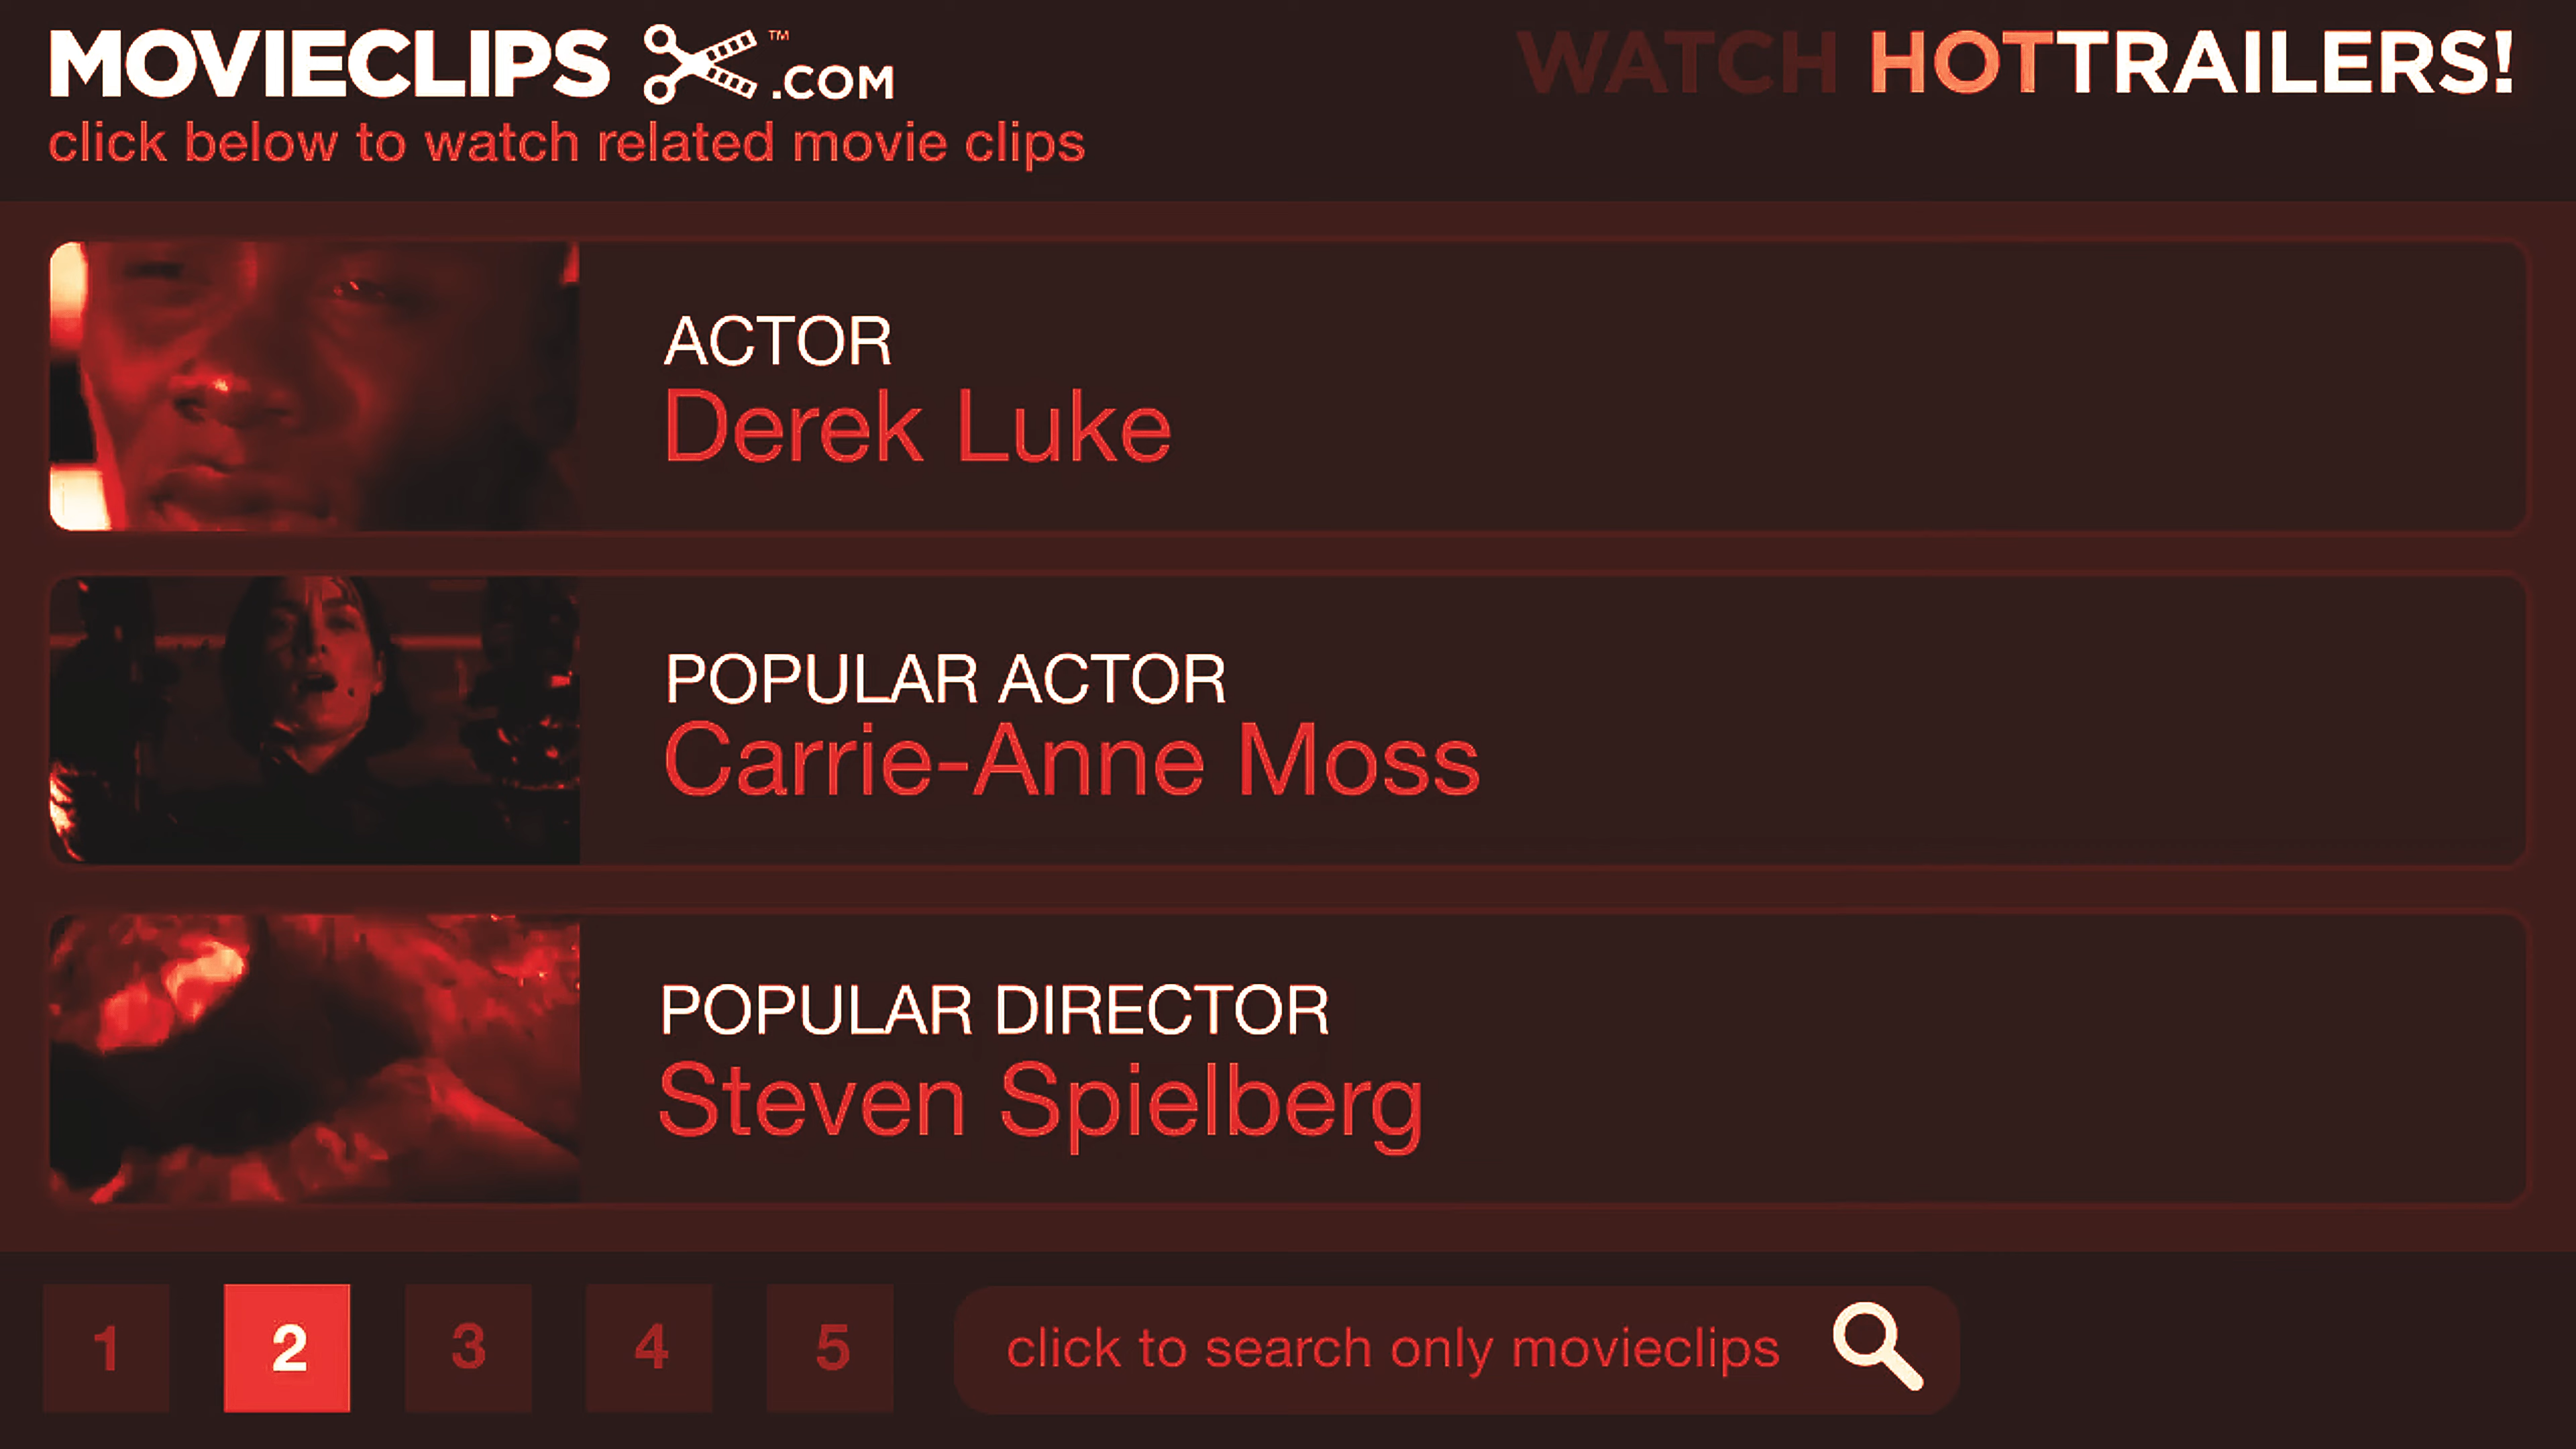 MOVIECLIPS ™ .COM
WATCH HOTTRAILERS!
click below to watch related movie clips
ACTOR
Derek Luke
POPULAR ACTOR
Carrie-Anne Moss
POPULAR DIRECTOR
Steven Spielberg
1 2 3 4 5 click to search only movieclips